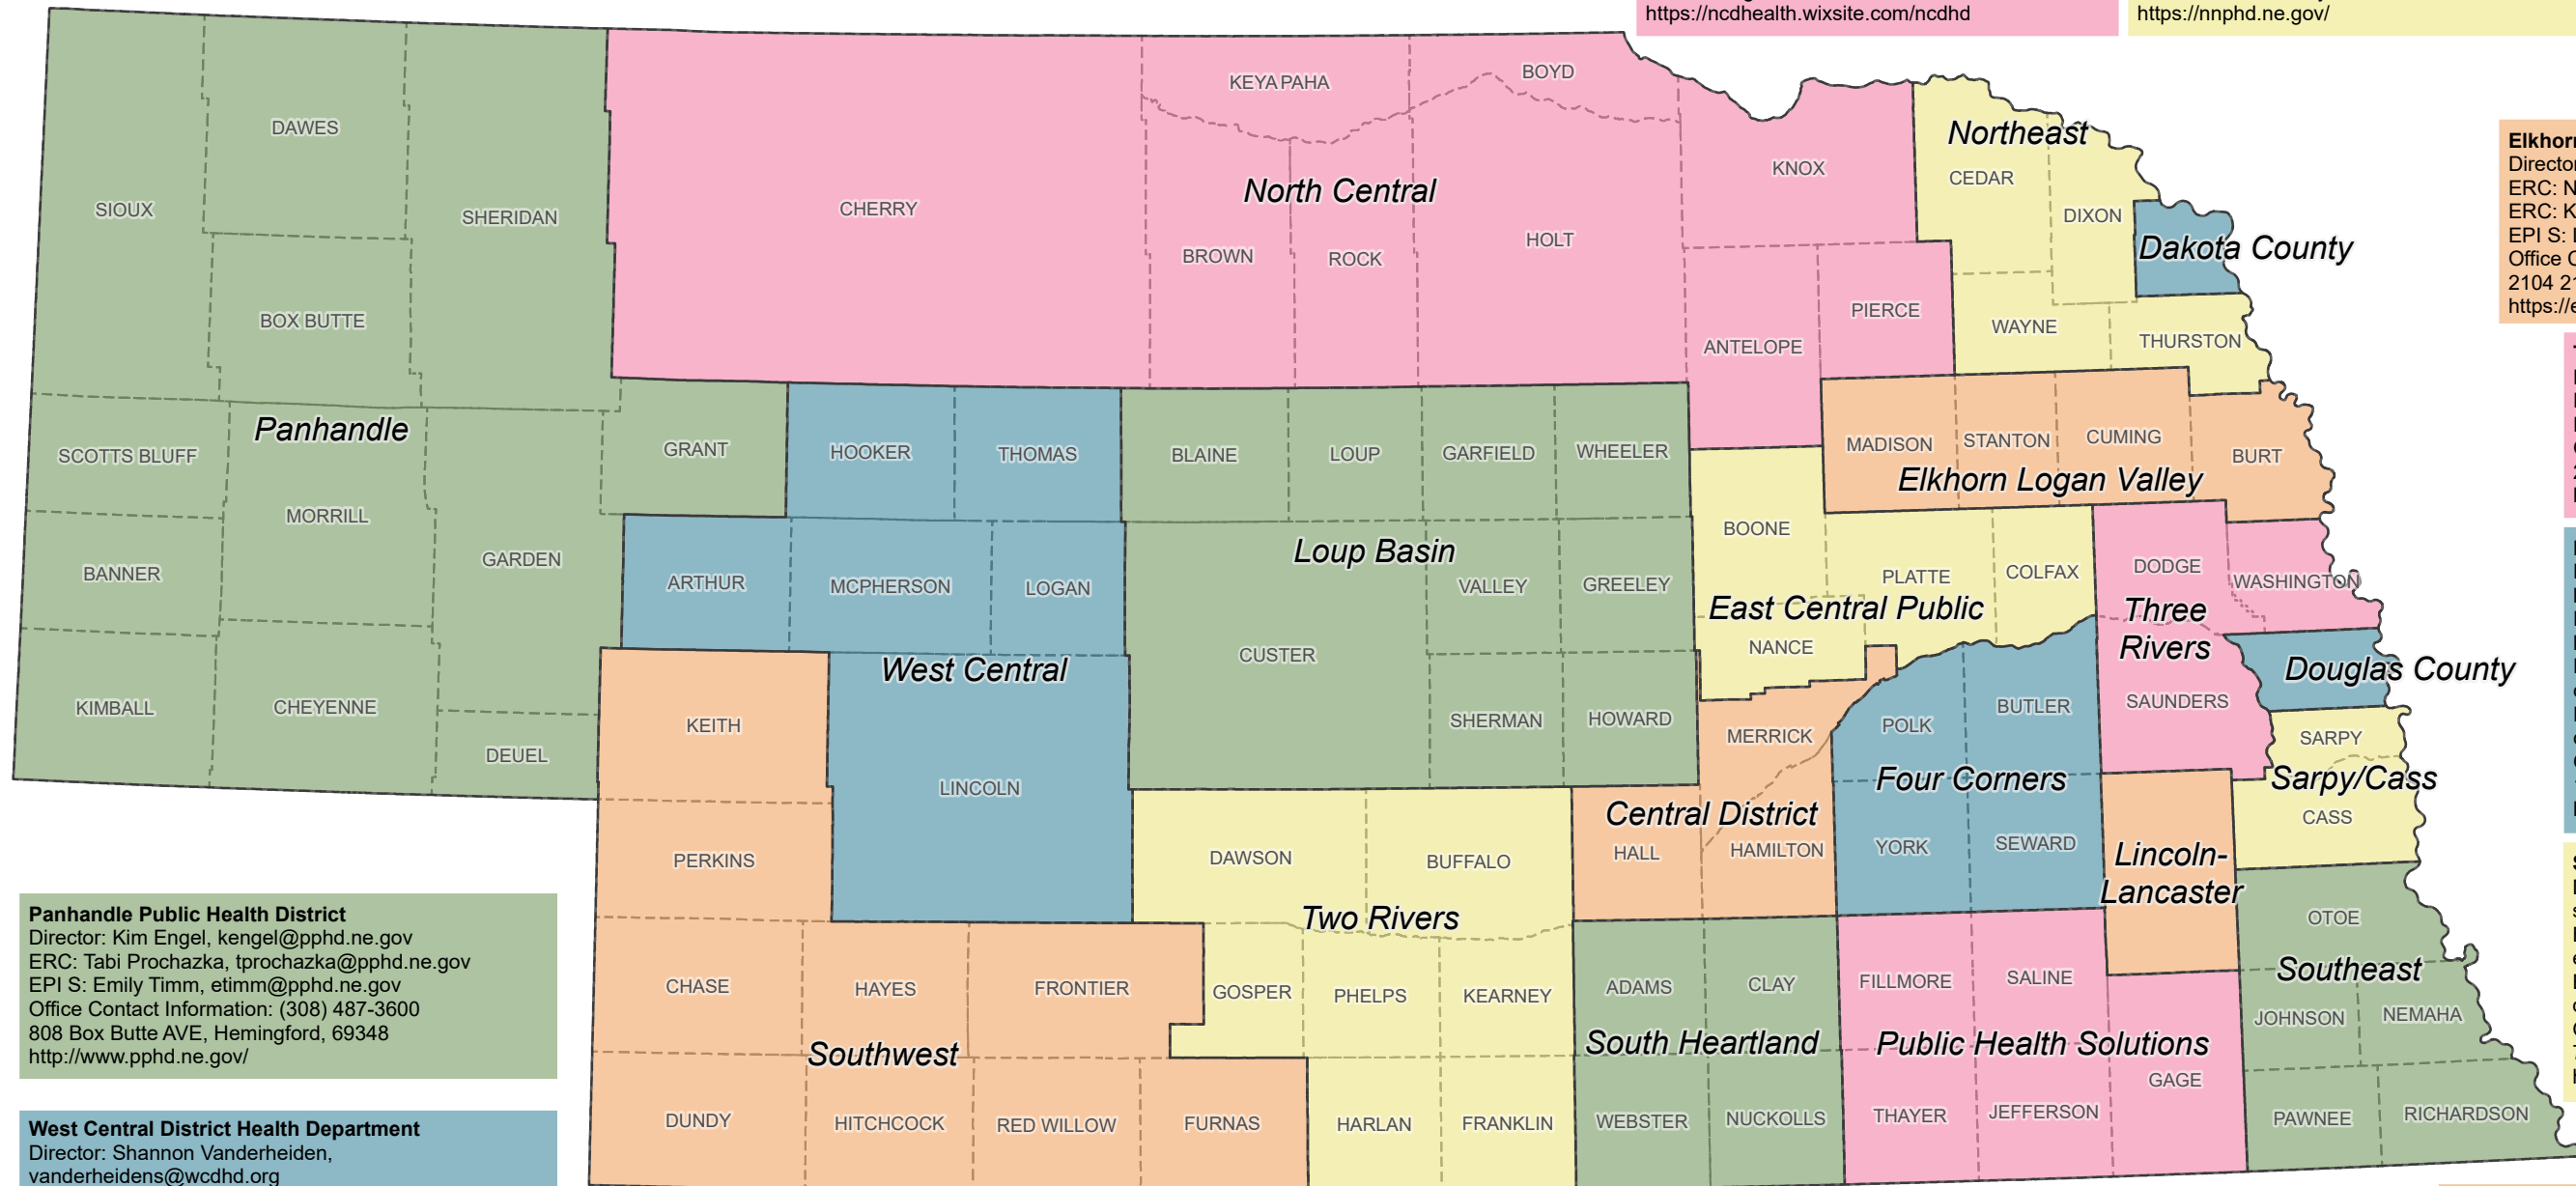 https://ncdhealth.wixsite.com/ncdhd
https://nnphd.ne.gov/
Elkhorn
ERC: N
ERC: K
EPI S:
2104
https://e
KEYA PAHA
BOYD
DAWES
Northeast
KNOX
CEDAR
SIOUX
SHERIDAN
CHERRY
North Central
DIXON
BROWN
ROCK
HOLT
Dakota County
BOX BUTTE
PIERCE
WAYNE
THURSTON
ANTELOPE
Panhandle
SCOTTS BLUFF
GRANT
HOOKER
THOMAS
BLAINE
LOUP
GARFIELD
WHEELER
MADISON
STANTON
CUMING
BURT
Elkhorn Logan Valley
MORRILL
BOONE
BANNER
GARDEN
Loup Basin
ARTHUR
MCPHERSON
LOGAN
VALLEY
GREELEY
PLATTE
COLFAX
DODGE
WASHINGTON
East Central Public
Three
Rivers
CUSTER
NANCE
West Central
Douglas County
KIMBALL
CHEYENNE
KEITH
SHERMAN
HOWARD
MERRICK
POLK
BUTLER
SAUNDERS
SARPY
DEUEL
LINCOLN
Four Corners
Sarpy/Cass
Central District
CASS
PERKINS
DAWSON
BUFFALO
HALL
HAMILTON
YORK
SEWARD
Lincoln-
Lancaster
Two Rivers
OTOE
CHASE
HAYES
FRONTIER
GOSPER
PHELPS
KEARNEY
ADAMS
CLAY
FILLMORE
SALINE
Southeast
JOHNSON
NEMAHA
Southwest
South Heartland
Public Health Solutions
GAGE
DUNDY
HITCHCOCK
RED WILLOW
FURNAS
HARLAN
FRANKLIN
WEBSTER
NUCKOLLS
THAYER
JEFFERSON
PAWNEE
RICHARDSON
Panhandle Public Health District
Director: Kim Engel, kengel@pphd.ne.gov
ERC: Tabi Prochazka, tprochazka@pphd.ne.gov
EPI S: Emily Timm, etimm@pphd.ne.gov
Office Contact Information: (308) 487-3600
808 Box Butte AVE, Hemingford, 69348
http://www.pphd.ne.gov/
West Central District Health Department
Director: Shannon Vanderheiden,
vanderheidens@wcdhd.org